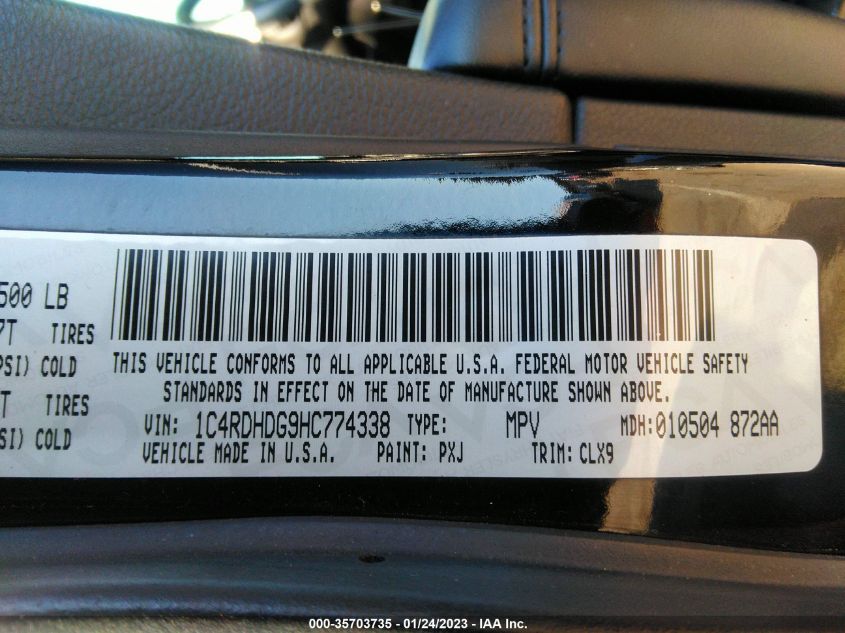 500 LB
7T TIRES
PSI) COLD
T TIRES
SI) COLD
THIS VEHICLE CONFORMS TO ALL APPLICABLE U.S.A. FEDERAL MOTOR VEHICLE SAFETY
STANDARDS IN EFFECT ON THE DATE OF MANUFACTURE SHOWN ABOVE.
VIN: 1C4RDHDG9HC774338 TYPE: MPV MDH:010504 872AA
VEHICLE MADE IN U.S.A. PAINT: PXJ TRIM: CLX9
000-35703735 - 01/24/2023 - IAA Inc.